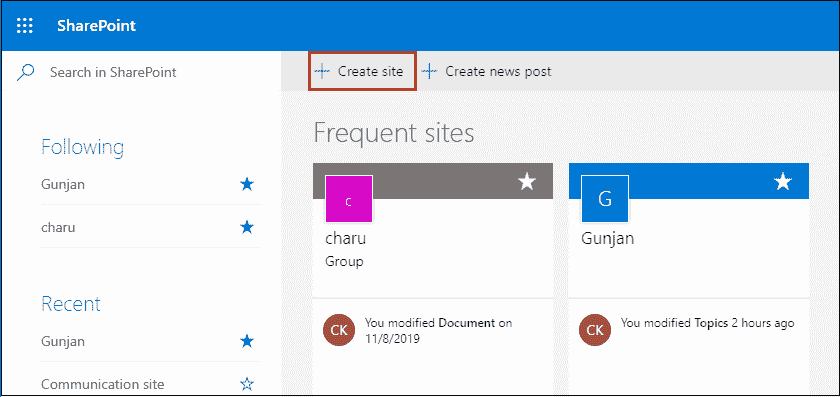 SharePoint
Search in SharePoint
Create site
Create news post
Following
Gunjan
charu
Recent
Gunjan
Communication site
Frequent sites
c
charu
Group
CK
You modified Document on
11/8/2019
G
Gunjan
CK
You modified Topics 2 hours ago